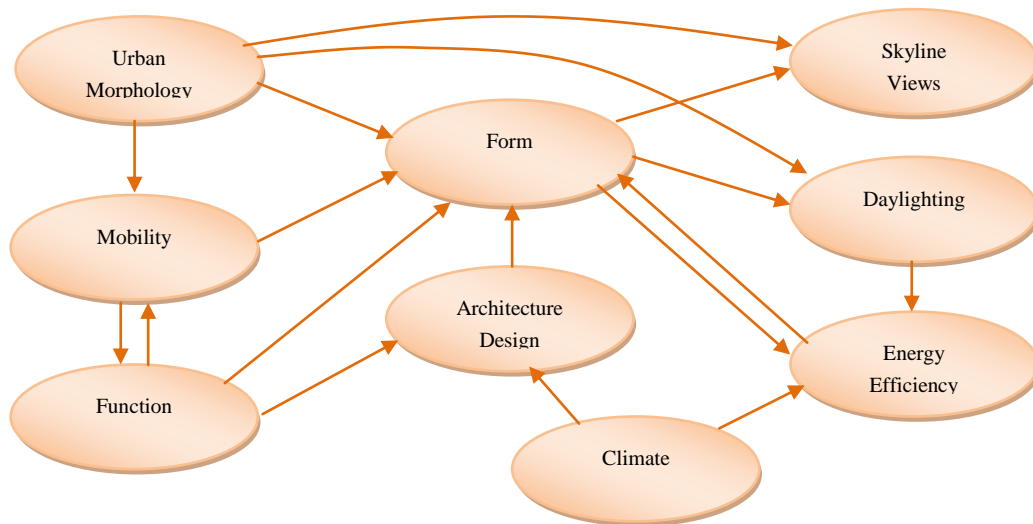 Urban
Morphology
Skyline
Views
Form
Daylighting
Mobility
Architecture
Design
Energy
Efficiency
Function
Climate